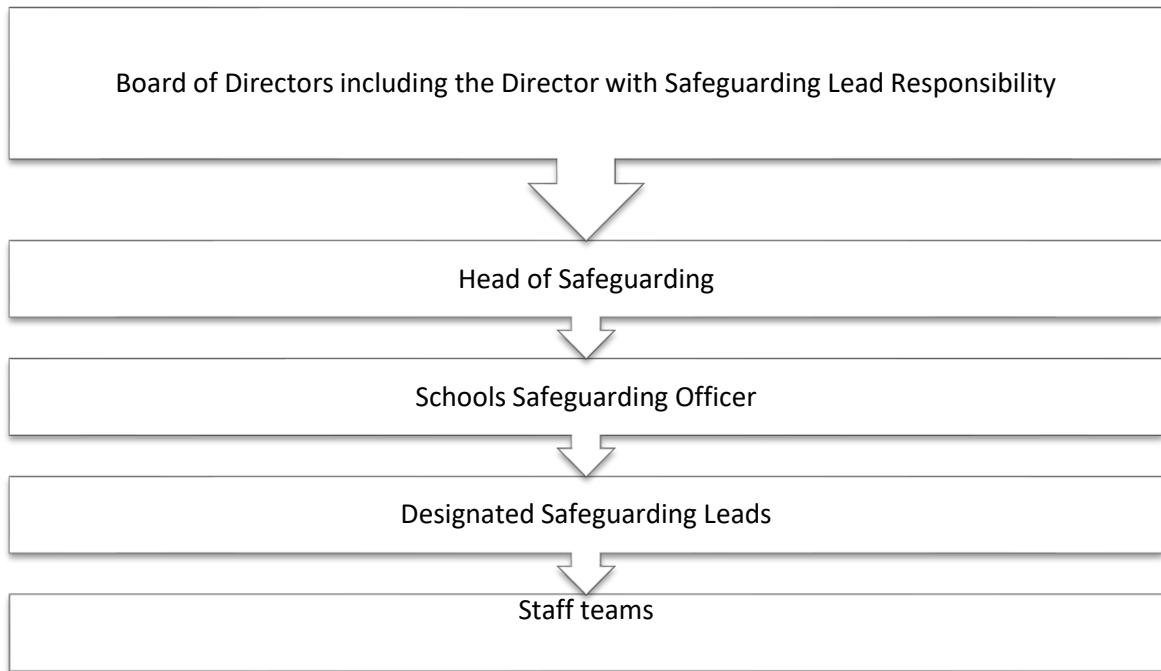 Board of Directors including the Director with Safeguarding Lead Responsibility
Head of Safeguarding
Schools Safeguarding Officer
Designated Safeguarding Leads
Staff teams